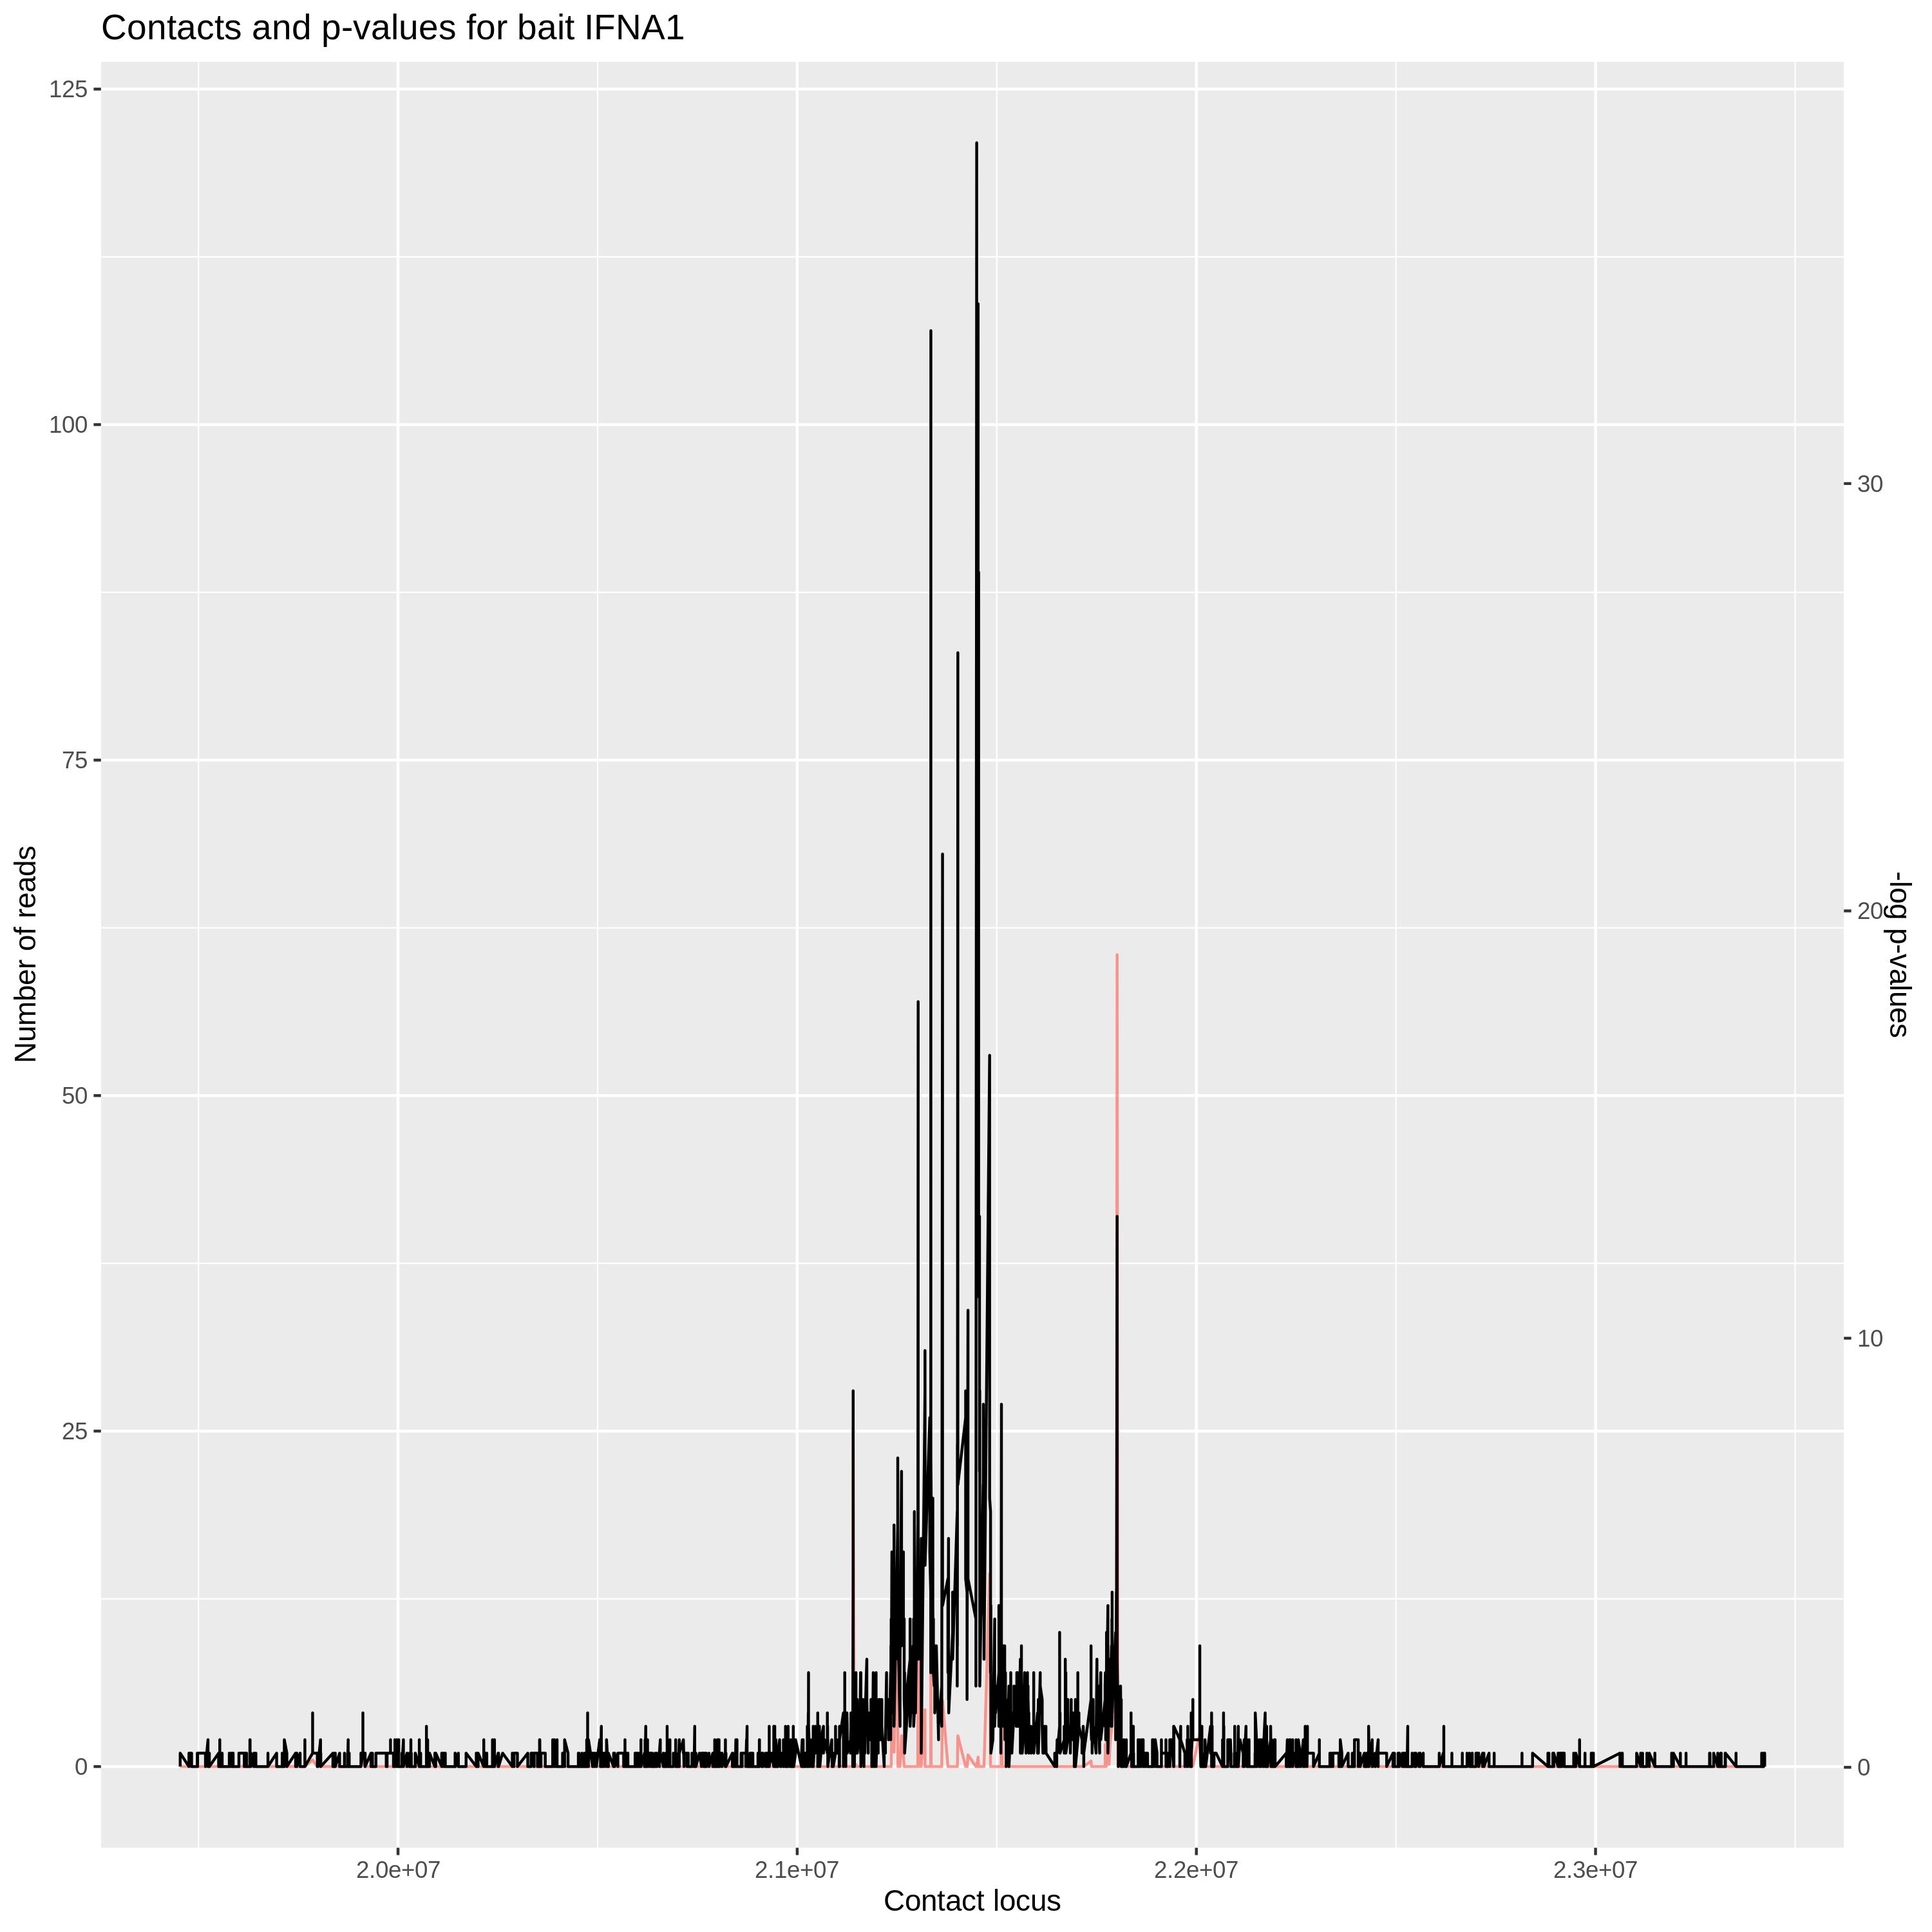 Contacts and p-values for bait IFNA1
125
100
75
50
25
0
Number of reads
30
20
10
0
-log p-values
2.0e+07
2.1e+07
2.2e+07
2.3e+07
Contact locus